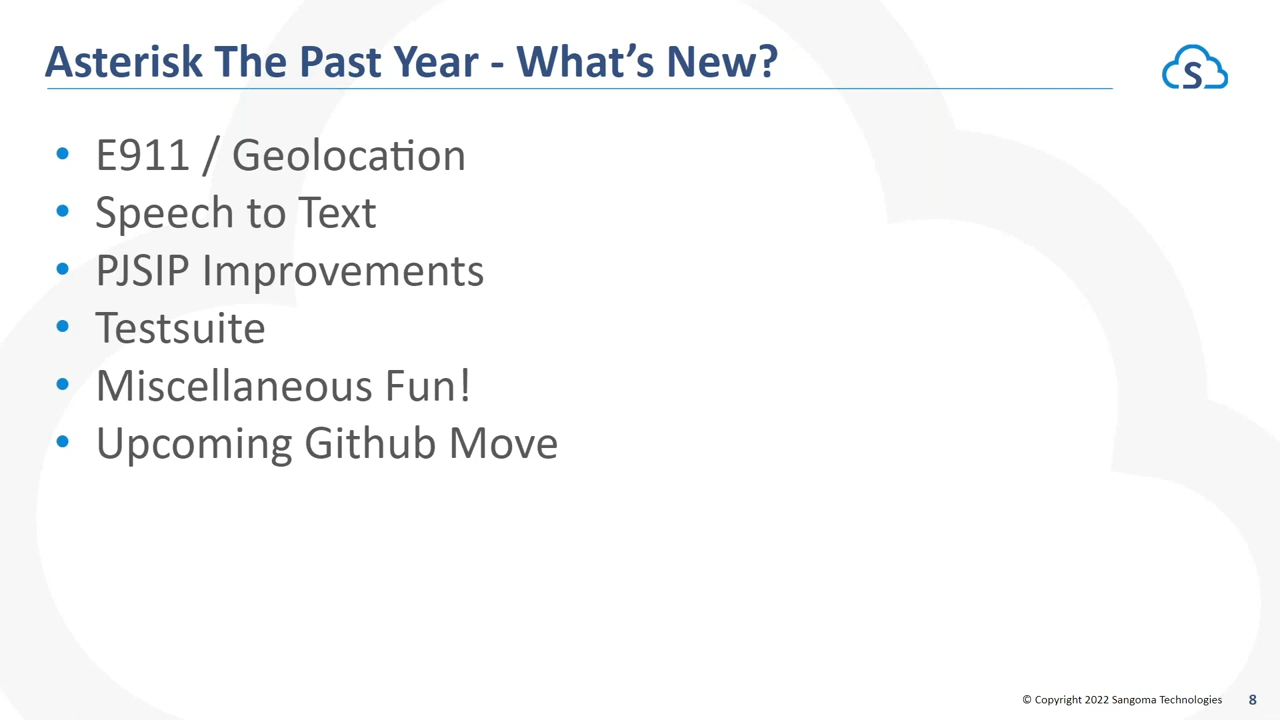 Asterisk The Past Year - What's New?
S
• E911 / Geolocation
• Speech to Text
• PJSIP Improvements
• Testsuite
• Miscellaneous Fun!
• Upcoming Github Move
© Copyright 2022 Sangoma Technologies 8